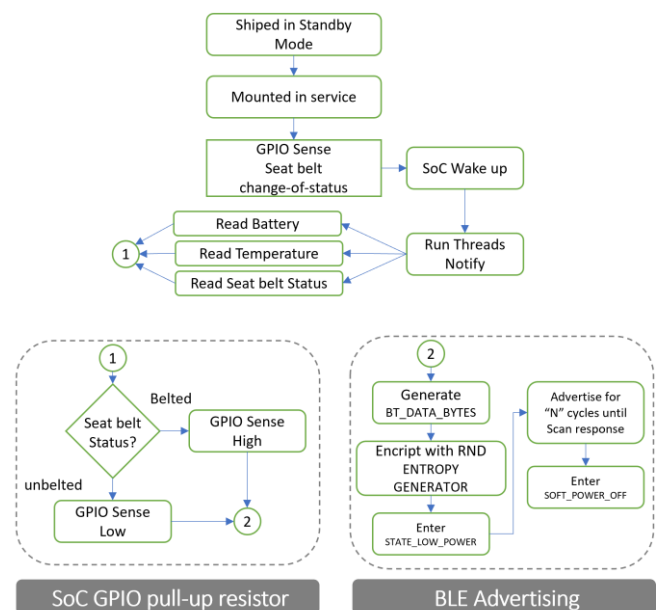 Shiped in Standby
Mode
Mounted in service
GPIO Sense
Seat belt
change-of-status
SoC Wake up
Read Battery
1
Read Temperature
Run Threads
Notify
Read Seat belt Status
1
Belted
Seat belt
Status?
GPIO Sense
High
unbelted
GPIO Sense
Low
2
SoC GPIO pull-up resistor
2
Generate
BT_DATA_BYTES
Encript with RND
ENTROPY
GENERATOR
Enter
STATE_LOW_POWER
Advertise for
“N” cycles until
Scan response
Enter
SOFT_POWER_OFF
BLE Advertising